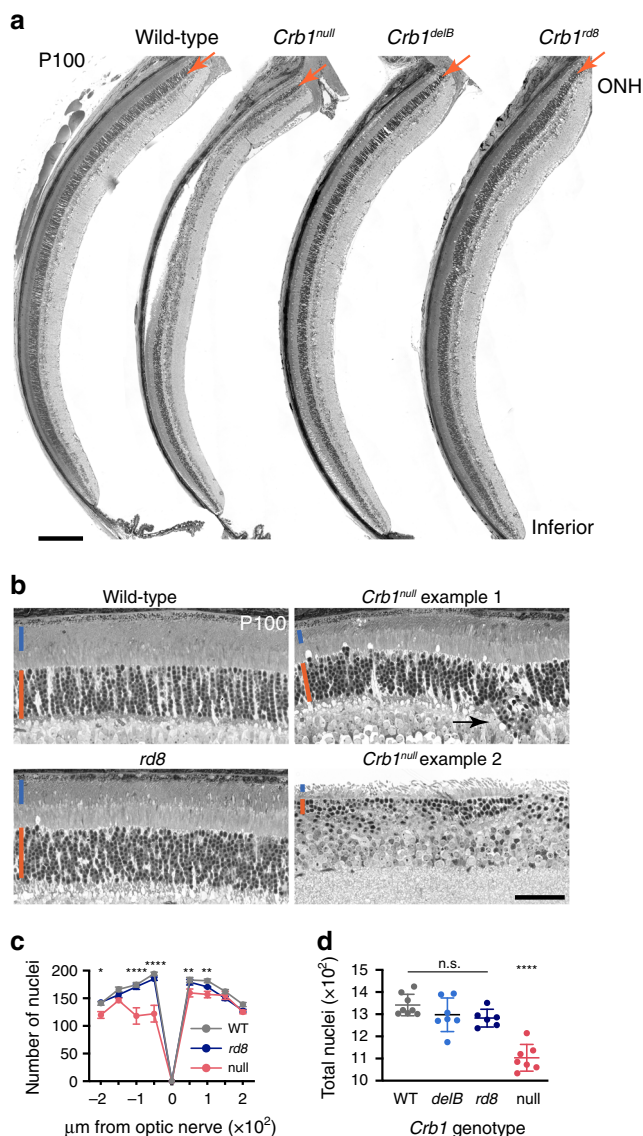 a
Wild-type Crb1null Crb1delB Crb1rd8
P100
ONH
Inferior
b
Wild-type
P100
Crb1null example 1
rd8
Crb1null example 2
c
Number of nuclei
200
150
100
50
0
* **** **** ** **
WT
rd8
null
–2 –1 0 1 2
μm from optic nerve (×10²)
d
Total nuclei (×10²)
15
14
13
12
11
10
n.s. ****
WT delB rd8 null
Crb1 genotype